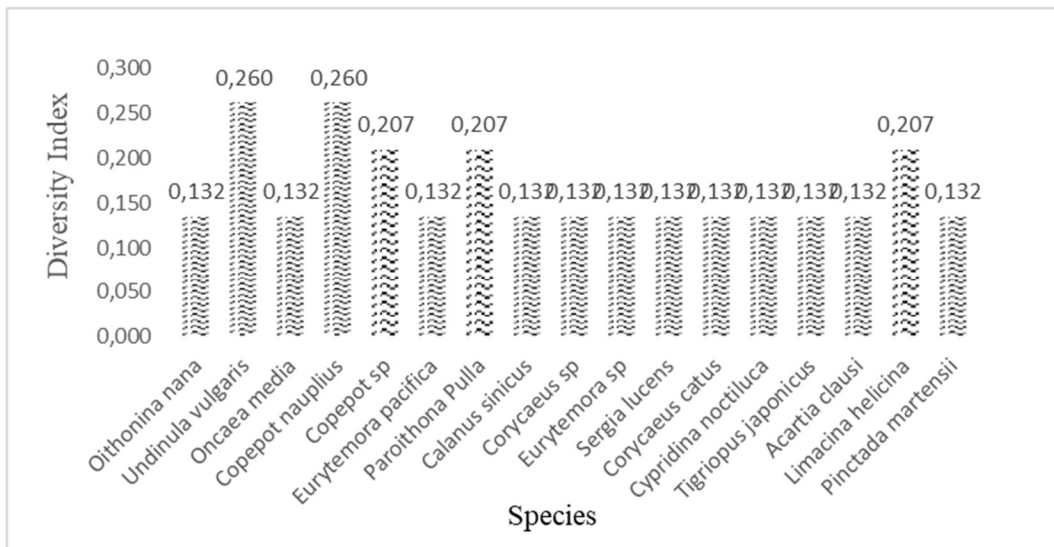 Diversity Index
0,300
0,250
0,200
0,150
0,100
0,050
0,000
0,132
0,260
0,132
0,260
0,207
0,132
0,207
0,132
0,132
0,132
0,132
0,132
0,132
0,132
0,132
0,207
0,132
Oithonina nana
Undinula vulgaris
Oncaea media
Copepot nauplius
Copepot sp
Eurytemora pacifica
Paroithona Pulla
Calanus sinicus
Corycaeus sp
Eurytemora sp
Sergia lucens
Corycaeus catus
Cypridina noctiluca
Tigriopus japonicus
Acartia clausi
Limacina helicina
Pinctada martensii
Species